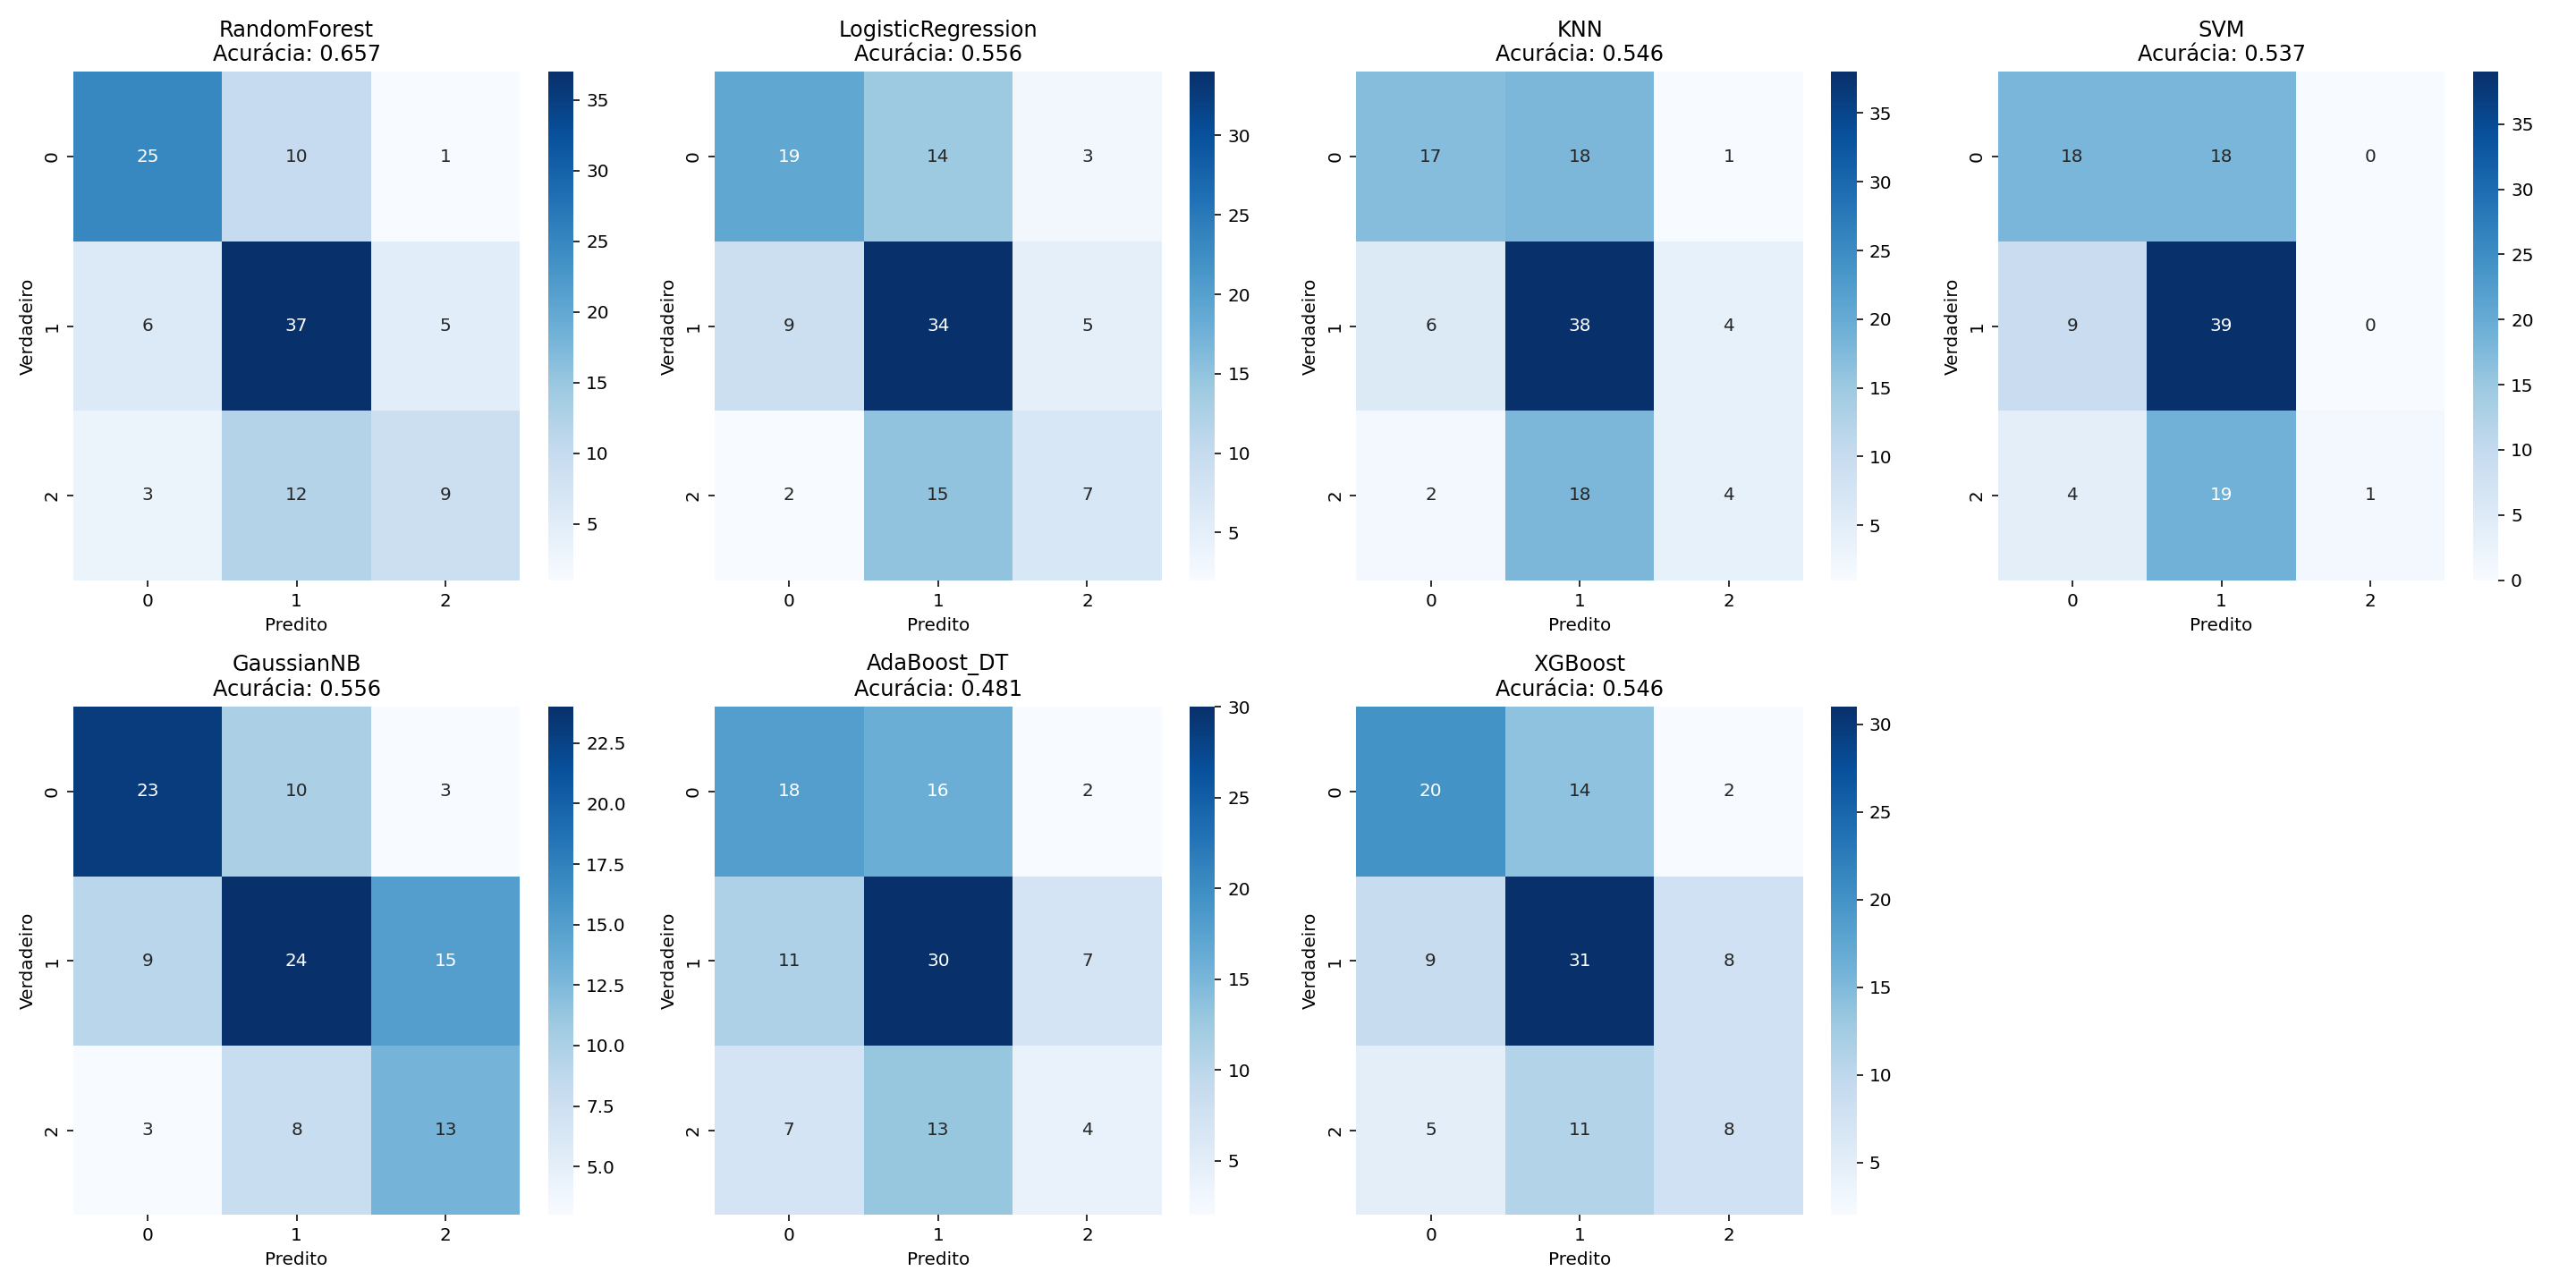 RandomForest
Acurácia: 0.657
0 25 10 1
1 6 37 5
2 3 12 9
0 1 2
Predito
Verdadeiro
35
30
25
20
15
10
5
LogisticRegression
Acurácia: 0.556
0 19 14 3
1 9 34 5
2 2 15 7
0 1 2
Predito
Verdadeiro
30
25
20
15
10
5
KNN
Acurácia: 0.546
0 17 18 1
1 6 38 4
2 2 18 4
0 1 2
Predito
Verdadeiro
35
30
25
20
15
10
5
SVM
Acurácia: 0.537
0 18 18 0
1 9 39 0
2 4 19 1
0 1 2
Predito
Verdadeiro
35
30
25
20
15
10
5
0
GaussianNB
Acurácia: 0.556
0 23 10 3
1 9 24 15
2 3 8 13
0 1 2
Predito
Verdadeiro
22.5
20.0
17.5
15.0
12.5
10.0
7.5
5.0
AdaBoost_DT
Acurácia: 0.481
0 18 16 2
1 11 30 7
2 7 13 4
0 1 2
Predito
Verdadeiro
30
25
20
15
10
5
XGBoost
Acurácia: 0.546
0 20 14 2
1 9 31 8
2 5 11 8
0 1 2
Predito
Verdadeiro
30
25
20
15
10
5